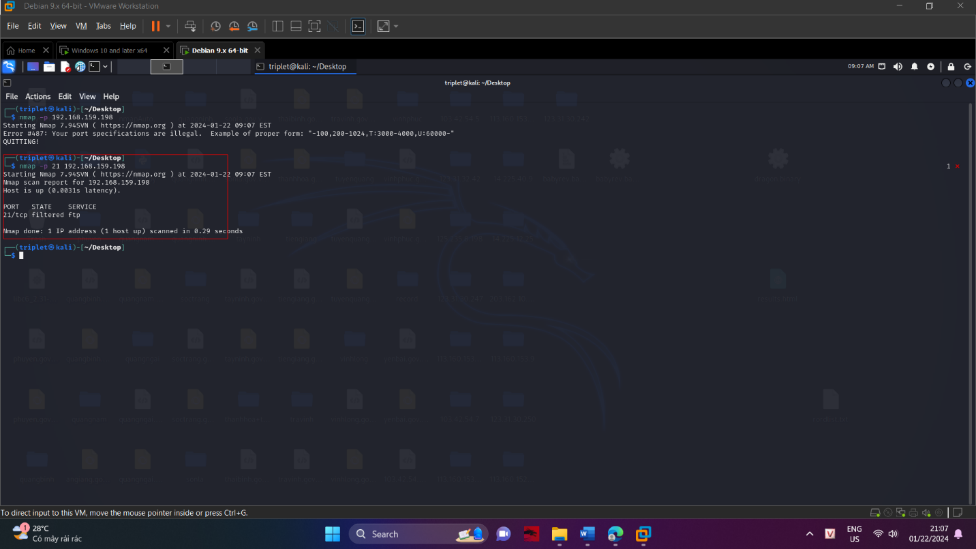 Debian 9.x 64-bit - VMware Workstation
File Edit View VM Tabs Help
Home Windows 10 and later x64 Debian 9.x 64-bit
triplet@kali: ~/Desktop 09:07 AM
triplet@kali: ~/Desktop
File Actions Edit View Help
┌──(triplet㉿kali)-[~/Desktop]
└─$ nmap -p 192.168.159.198
Starting Nmap 7.94SVN ( https://nmap.org ) at 2024-01-22 09:07 EST
Error #487: Your port specifications are illegal.  Example of proper form: "-100,200-1024,T:3000-4000,U:60000-"
QUITTING!
┌──(triplet㉿kali)-[~/Desktop]
└─$ nmap -p 21 192.168.159.198
1 ×
Starting Nmap 7.94SVN ( https://nmap.org ) at 2024-01-22 09:07 EST
Nmap scan report for 192.168.159.198
Host is up (0.0031s latency).
PORT   STATE    SERVICE
21/tcp filtered ftp
Nmap done: 1 IP address (1 host up) scanned in 0.29 seconds
┌──(triplet㉿kali)-[~/Desktop]
└─$
To direct input to this VM, move the mouse pointer inside or press Ctrl+G.
1
28°C
Có mây rải rác
Search
V
ENG
US
21:07
01/22/2024